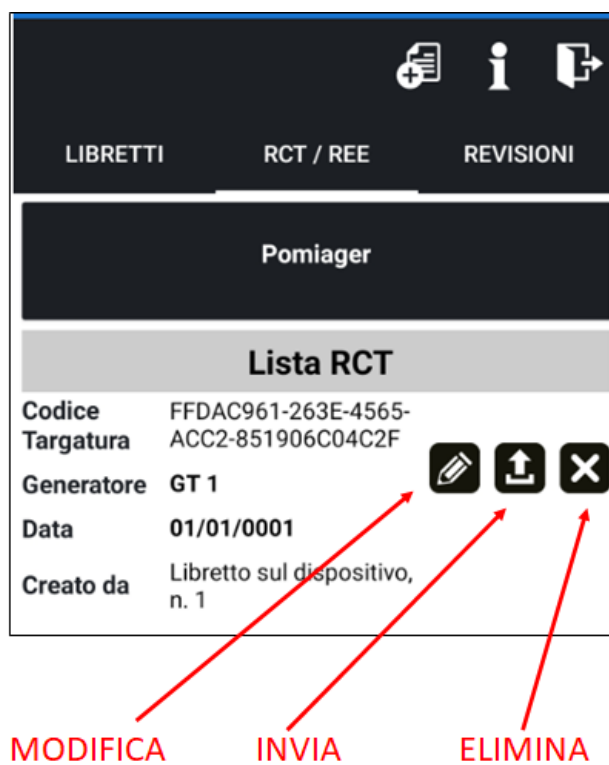 LIBRETTI RCT / REE REVISIONI
Pomiager
Lista RCT
Codice Targatura FFDAC961-263E-4565-
ACC2-851906C04C2F
Generatore GT 1
Data 01/01/0001
Creato da Libretto sul dispositivo,
n. 1
MODIFICA INVIA ELIMINA